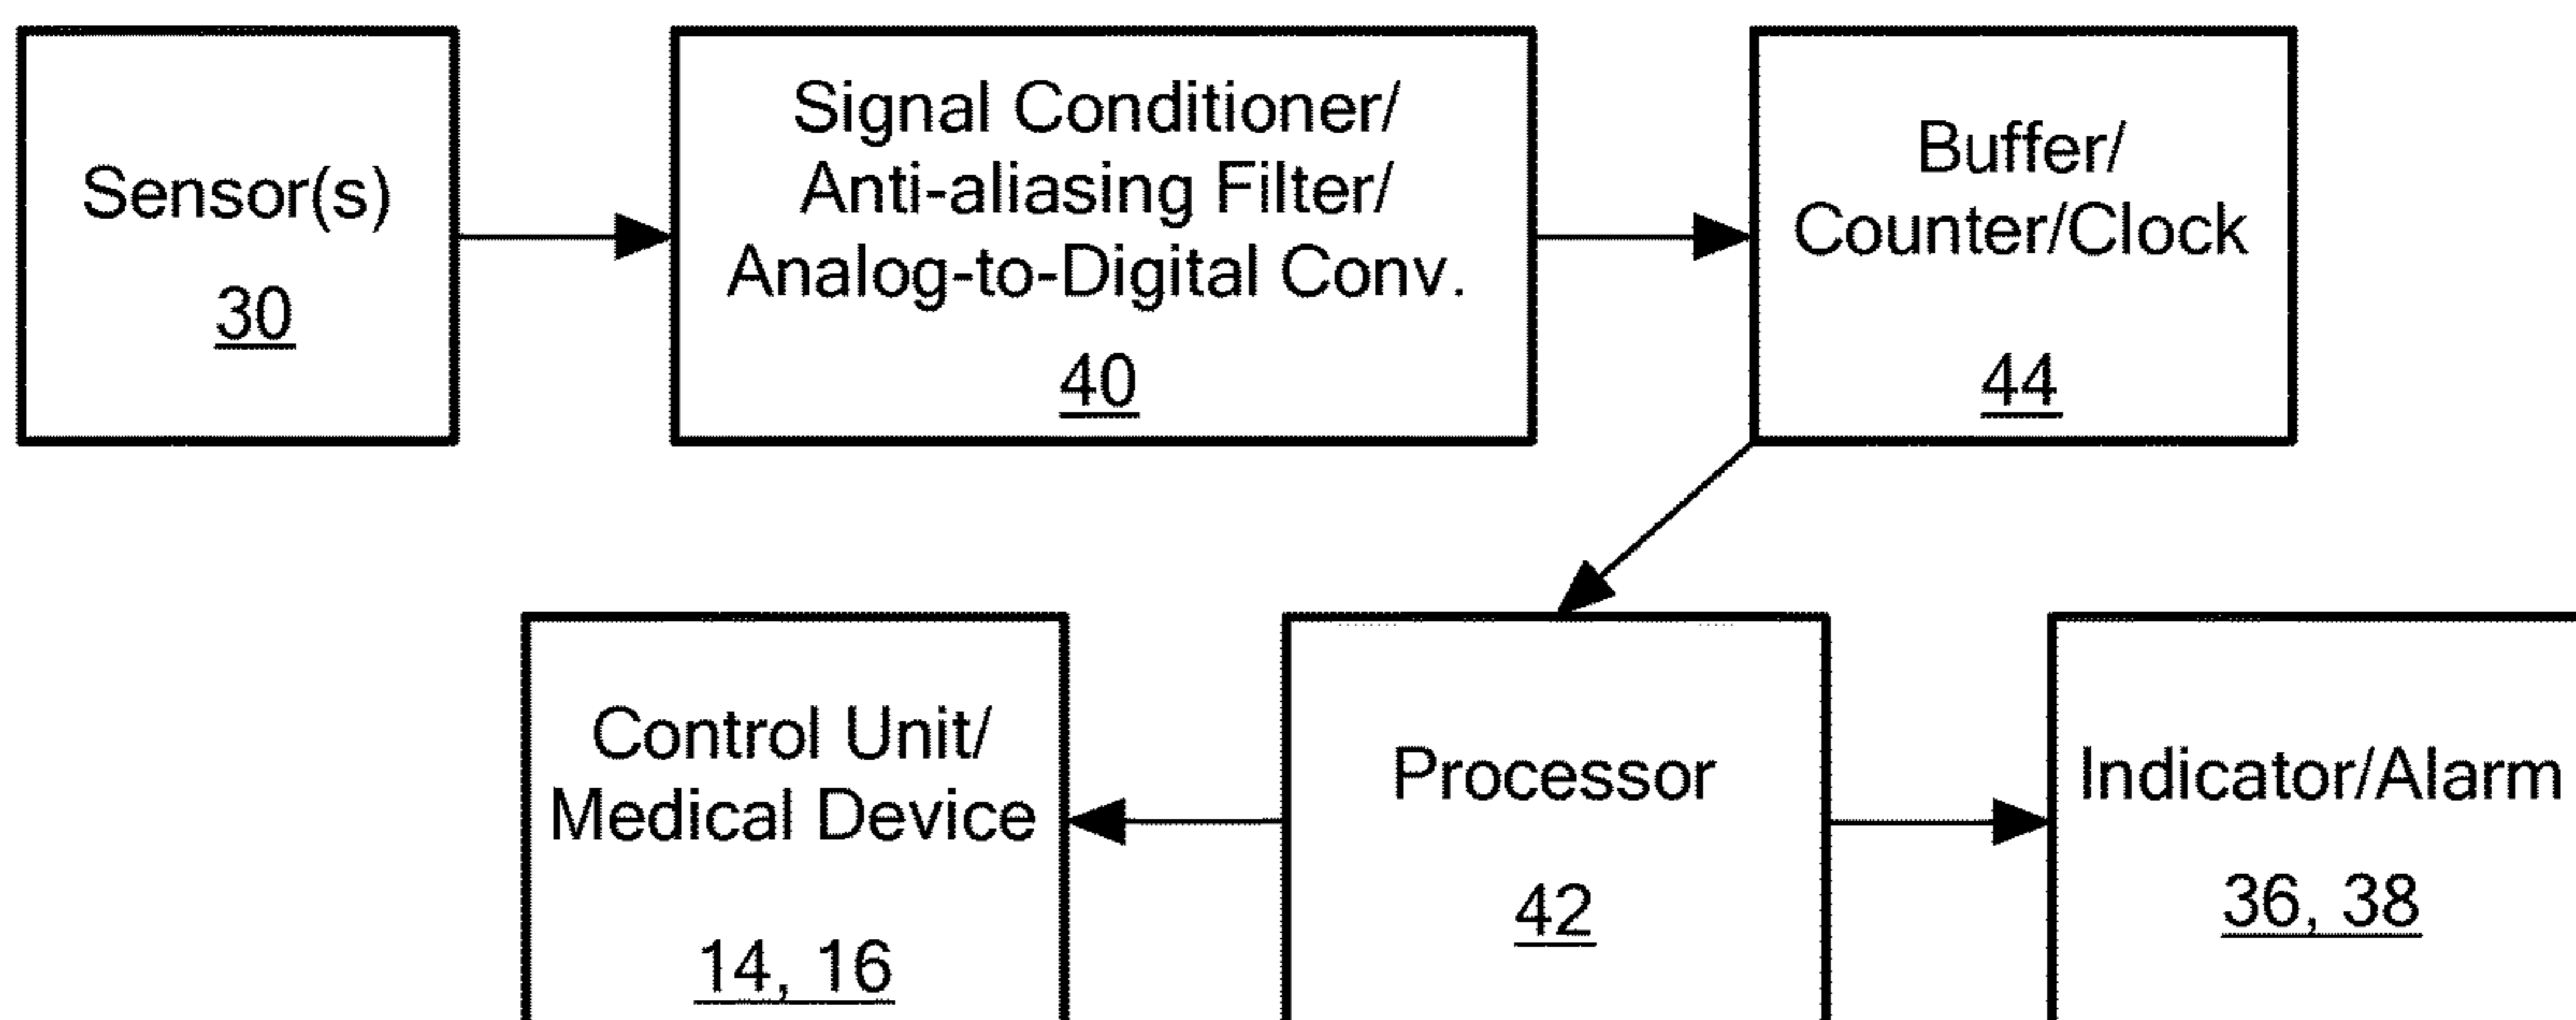 Sensor(s)
30
Signal Conditioner/
Anti-aliasing Filter/
Analog-to-Digital Conv.
40
Buffer/
Counter/Clock
44
Control Unit/
Medical Device
14, 16
Processor
42
Indicator/Alarm
36, 38